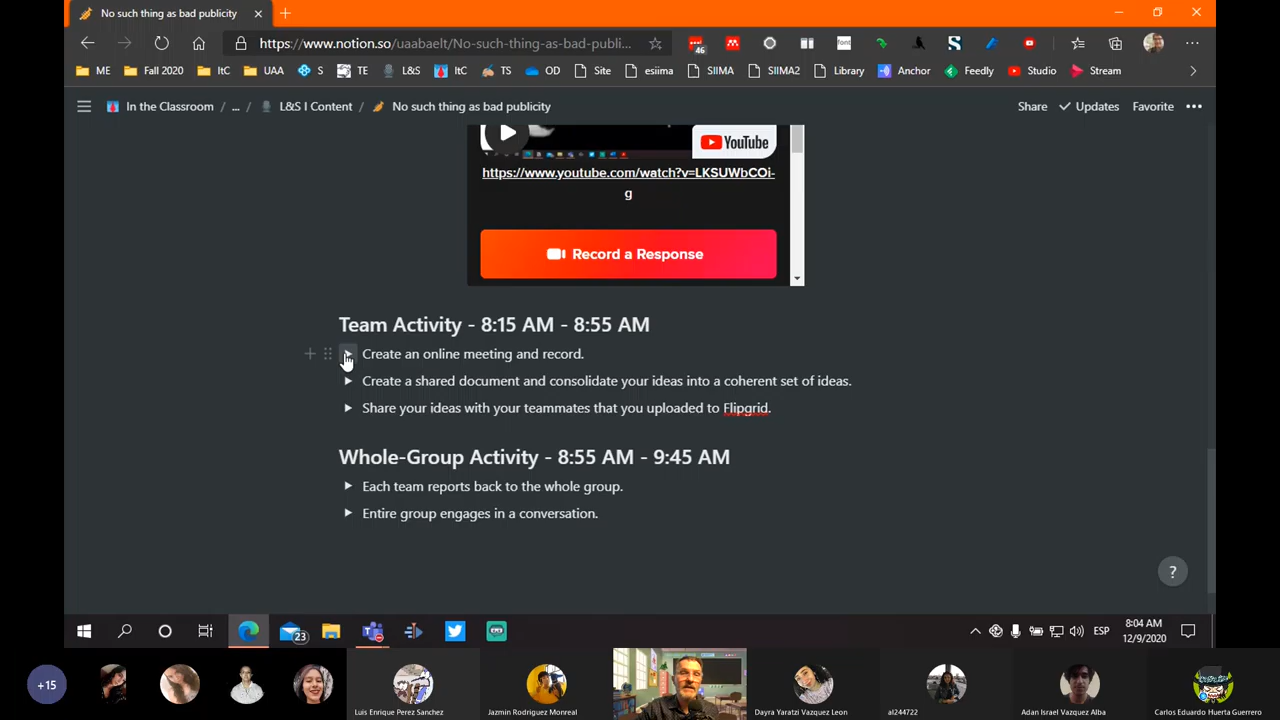 No such thing as bad publicity
https://www.notion.so/uaabaelt/No-such-thing-as-bad-publi...
46
font
ME
Fall 2020
ItC
UAA
S
TE
L&S
ItC
TS
OD
Site
esiima
SIIMA
SIIMA2
Library
Anchor
Feedly
Studio
Stream
In the Classroom / ... / L&S I Content / No such thing as bad publicity
Share
Updates
Favorite
YouTube
https://www.youtube.com/watch?v=LKSUWbCOi-
g
Record a Response
Team Activity - 8:15 AM - 8:55 AM
Create an online meeting and record.
Create a shared document and consolidate your ideas into a coherent set of ideas.
Share your ideas with your teammates that you uploaded to Flipgrid.
Whole-Group Activity - 8:55 AM - 9:45 AM
Each team reports back to the whole group.
Entire group engages in a conversation.
?
23
ESP
8:04 AM
12/9/2020
+15
Luis Enrique Perez Sanchez
Jazmin Rodriguez Monreal
Dayra Yaratzi Vazquez Leon
al244722
Adan Israel Vazquez Alba
Carlos Eduardo Huerta Guerrero